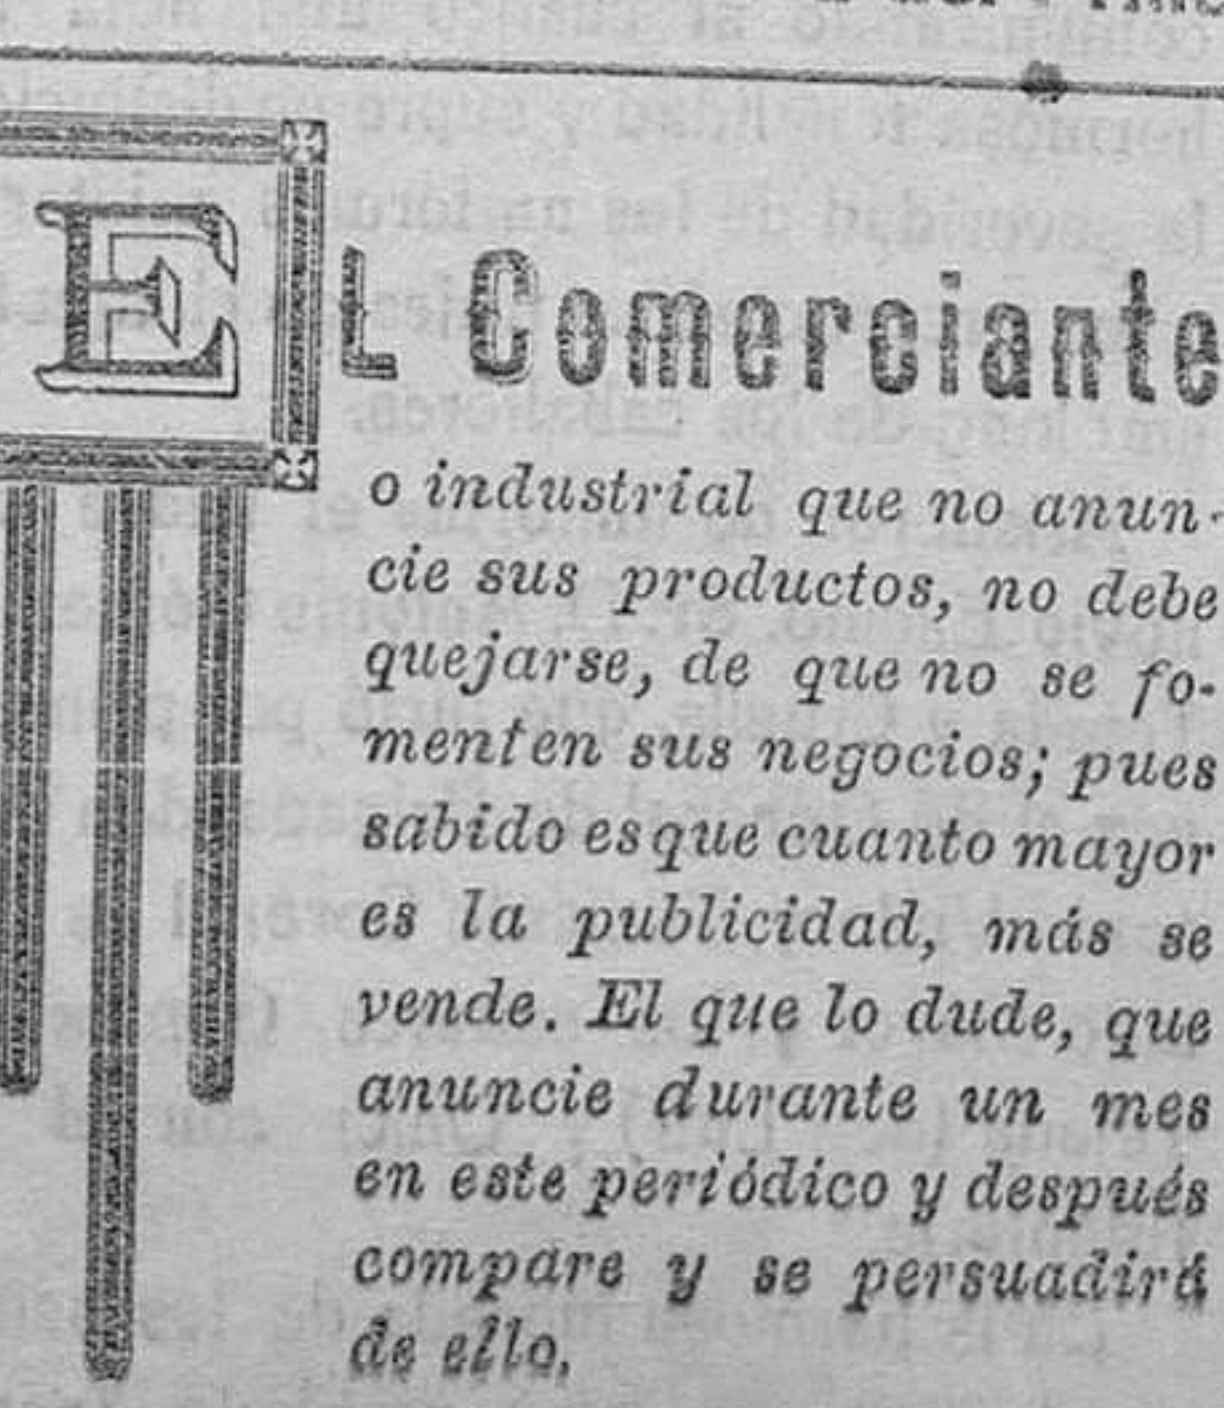 EL Comerciante
o industrial que no anun-
cie sus productos, no debe
quejarse, de que no se fo-
menten sus negocios; pues
sabido es que cuanto mayor
es la publicidad, más se
vende. El que lo dude, que
anuncie durante un mes
en este periódico y después
compare y se persuadirá
de ello.